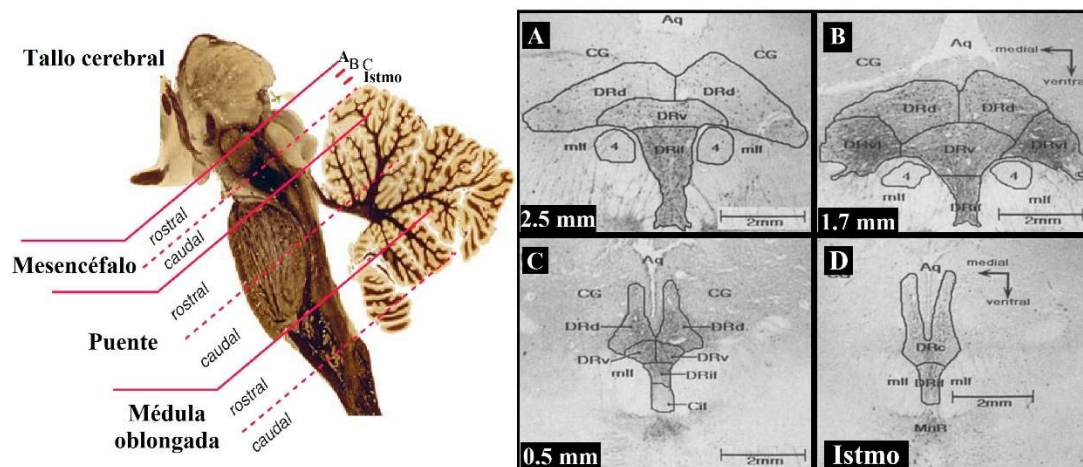 Tallo cerebral
A B C
Istmo
rostral
Mesencéfalo
caudal
rostral
Puente
caudal
rostral
Médula
oblongada
caudal
A
Aq
CG
CG
DRd
DRd
DRv
mlf
4
DRif
4
mlf
2.5 mm
2mm
B
Aq
medial
ventral
CG
DRd
DRd
DRvl
DRv
DRvl
4
4
mlf
DRif
mlf
1.7 mm
2mm
C
Aq
CG
CG
DRd
DRd
DRv
DRv
mlf
DRif
Cil
0.5 mm
2mm
D
Aq
medial
ventral
CG
DRc
mlf
DRif
mlf
2mm
MnR
Istmo